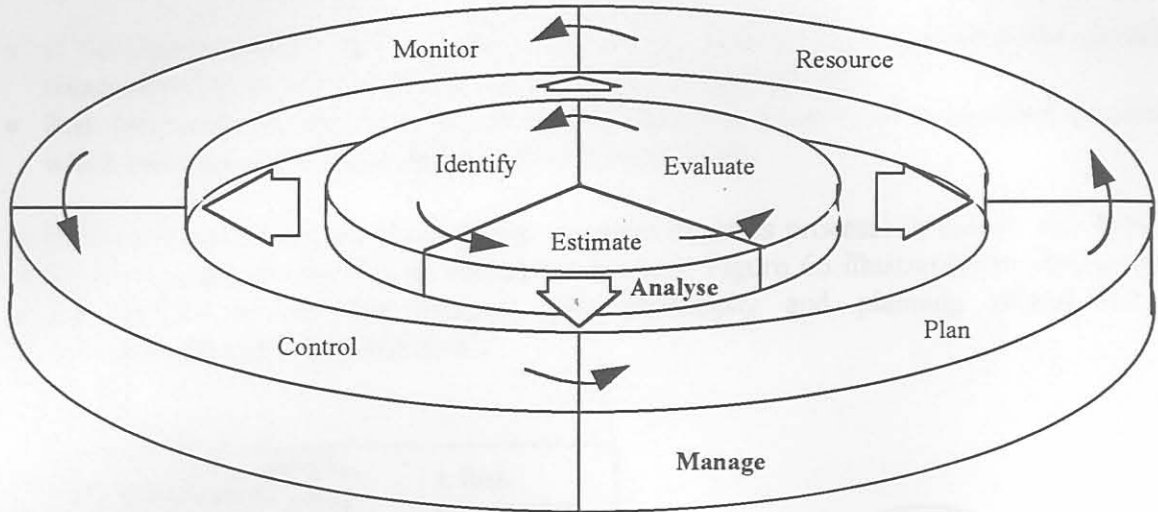 Monitor
Resource
Identify
Evaluate
Estimate
Analyse
Control
Plan
Manage